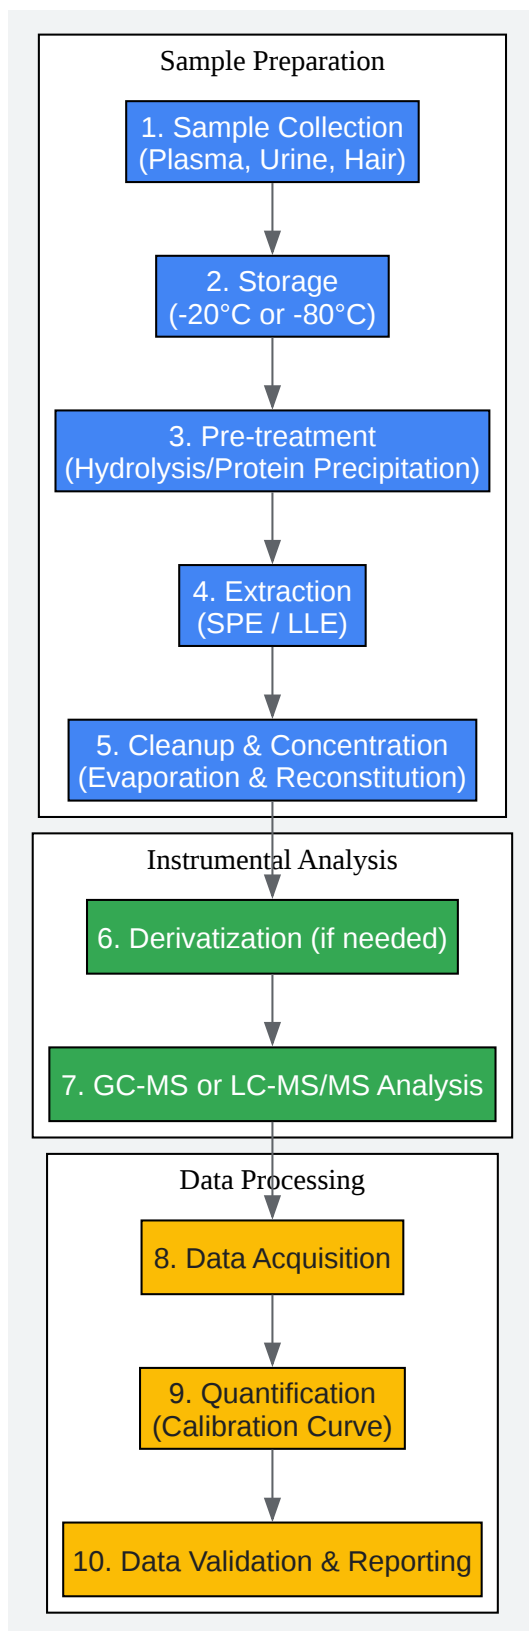 Sample Preparation
1. Sample Collection
(Plasma, Urine, Hair)
2. Storage
(-20°C or -80°C)
3. Pre-treatment
(Hydrolysis/Protein Precipitation)
4. Extraction
(SPE / LLE)
5. Cleanup & Concentration
(Evaporation & Reconstitution)
Instrumental Analysis
6. Derivatization (if needed)
7. GC-MS or LC-MS/MS Analysis
Data Processing
8. Data Acquisition
9. Quantification
(Calibration Curve)
10. Data Validation & Reporting